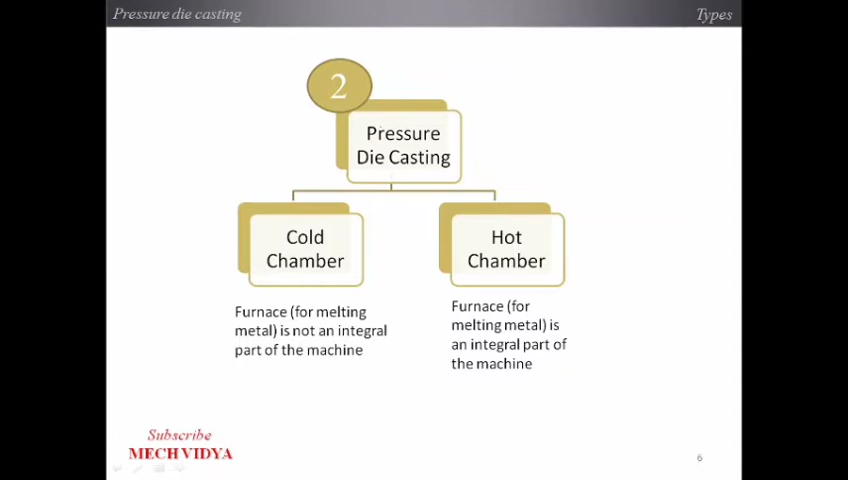 Pressure die casting
Types
2
Pressure
Die Casting
Cold
Chamber
Hot
Chamber
Furnace (for melting
metal) is not an integral
part of the machine
Furnace (for
melting metal) is
an integral part of
the machine
Subscribe
MECH VIDYA
6